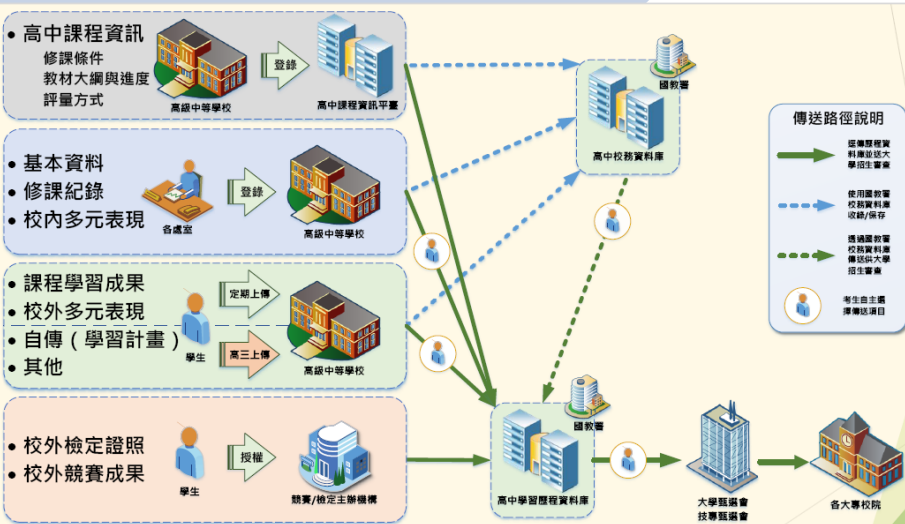 • 高中課程資訊
修課條件
教材大綱與進度
評量方式
高級中等學校
登錄
高中課程資訊平臺
• 基本資料
• 修課紀錄
• 校內多元表現
各處室
登錄
高級中等學校
• 課程學習成果
• 校外多元表現
• 自傳(學習計畫)
• 其他
學生
定期上傳
高三上傳
高級中等學校
• 校外檢定證照
• 校外競賽成果
學生
授權
競賽/檢定主辦機構
國教署
高中校務資料庫
國教署
高中學習歷程資料庫
大學甄選會
技專甄選會
各大專校院
傳送路徑說明
逕傳歷程資
料庫並送大
學招生審查
使用國教署
校務資料庫
收錄/保存
透過國教署
校務資料庫
傳送供大學
招生審查
考生自主選
擇傳送項目